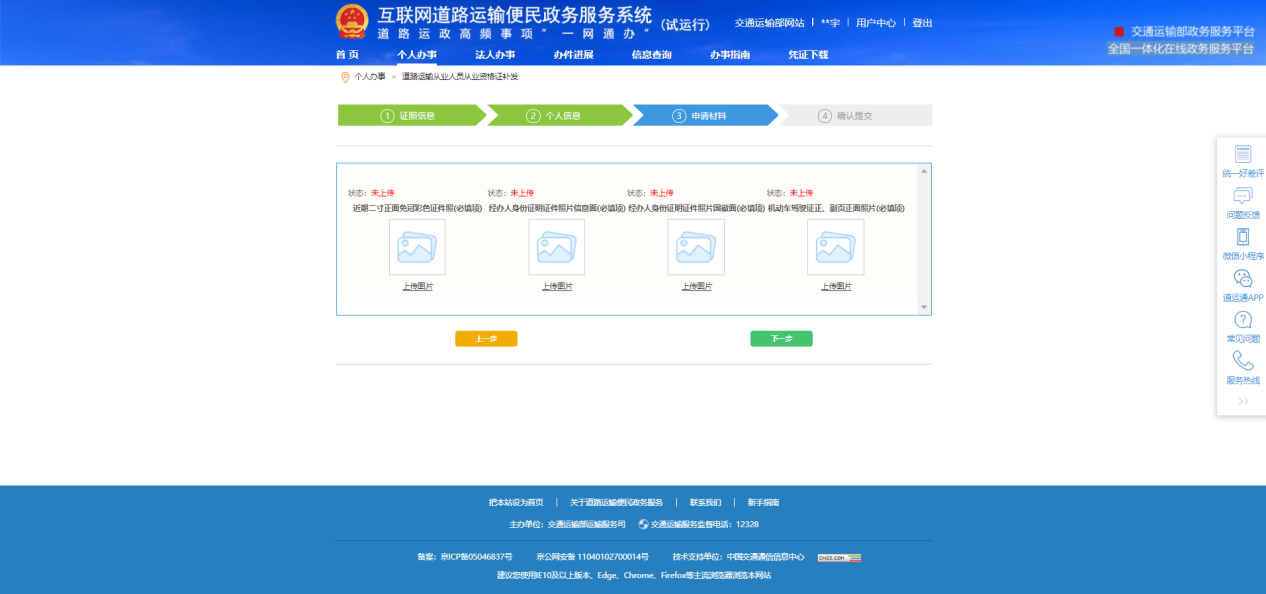 互联网道路运输便民政务服务系统（试运行）
道路运政高频事项"一网通办"
交通运输部网站 | **宇 | 用户中心 | 登出
交通运输部政务服务平台
全国一体化在线政务服务平台
首页 个人办事 法人办事 办件进展 信息查询 办事指南 凭证下载
个人办事 > 道路运输从业人员从业资格证补发
1 证照信息 2 个人信息 3 申请材料 4 确认提交
状态：未上传 状态：未上传 状态：未上传 状态：未上传
近期二寸正面免冠彩色证件照(必填项) 经办人身份证明证件照片信息面(必填项) 经办人身份证明证件照片国徽面(必填项) 机动车驾驶证正、副页正面照片(必填项)
上传图片 上传图片 上传图片 上传图片
上一步 下一步
统一好差评
问题反馈
微信小程序
道运通APP
常见问题
服务热线
把本站设为首页 | 关于道路运输便民政务服务 | 联系我们 | 新手指南
主办单位：交通运输部运输服务司 交通运输服务监督电话：12328
备案：京ICP备05046837号 京公网安备 11040102700014号 技术支持单位：中国交通通信信息中心 CNZZ.COM
建议您使用IE10及以上版本、Edge、Chrome、Firefox等主流浏览器浏览本网站